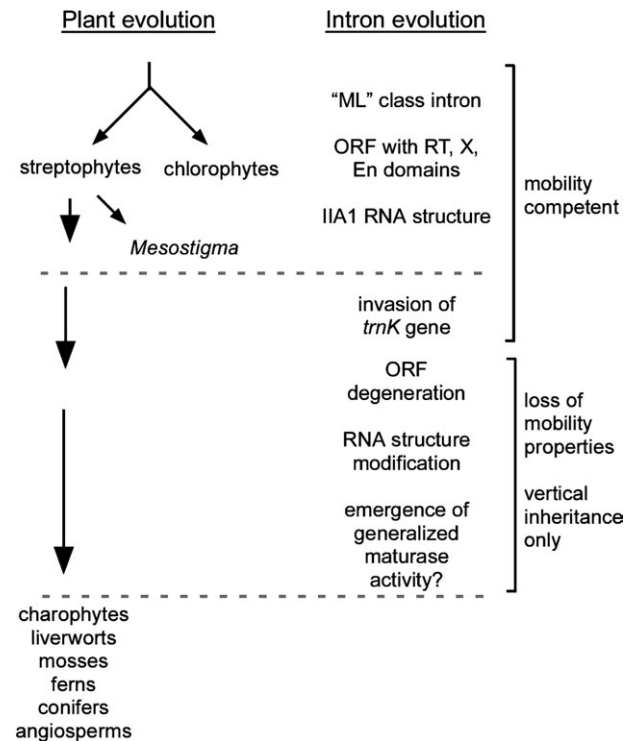 Plant evolution
Intron evolution
"ML" class intron
ORF with RT, X,
En domains
IIA1 RNA structure
mobility
competent
streptophytes
chlorophytes
Mesostigma
invasion of
trnK gene
ORF
degeneration
RNA structure
modification
emergence of
generalized
maturase
activity?
loss of
mobility
properties
vertical
inheritance
only
charophytes
liverworts
mosses
ferns
conifers
angiosperms